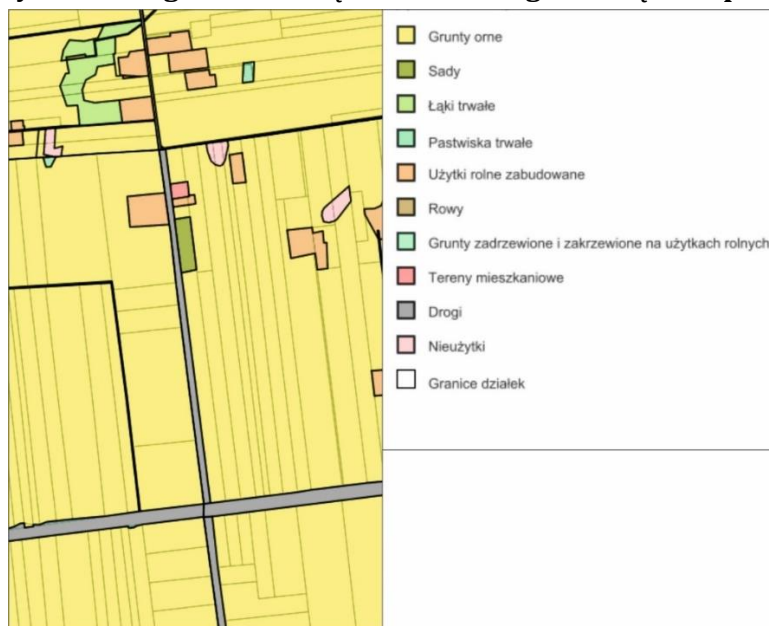 Grunty orne
Sady
Łąki trwałe
Pastwiska trwałe
Użytki rolne zabudowane
Rowy
Grunty zadrzewione i zakrzewione na użytkach rolnych
Tereny mieszkaniowe
Drogi
Nieużytki
Granice działek